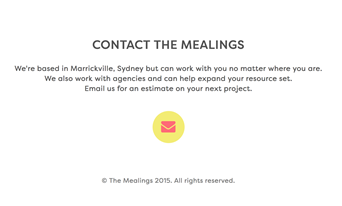 CONTACT THE MEALINGS
We're based in Marrickville, Sydney but can work with you no matter where you are.
We also work with agencies and can help expand your resource set.
Email us for an estimate on your next project.
© The Mealings 2015. All rights reserved.